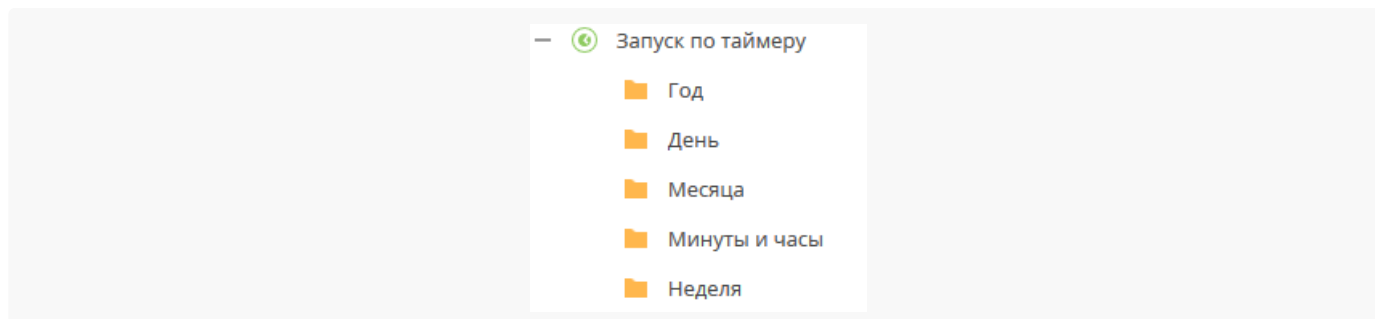 Запуск по таймеру
Год
День
Месяца
Минуты и часы
Неделя